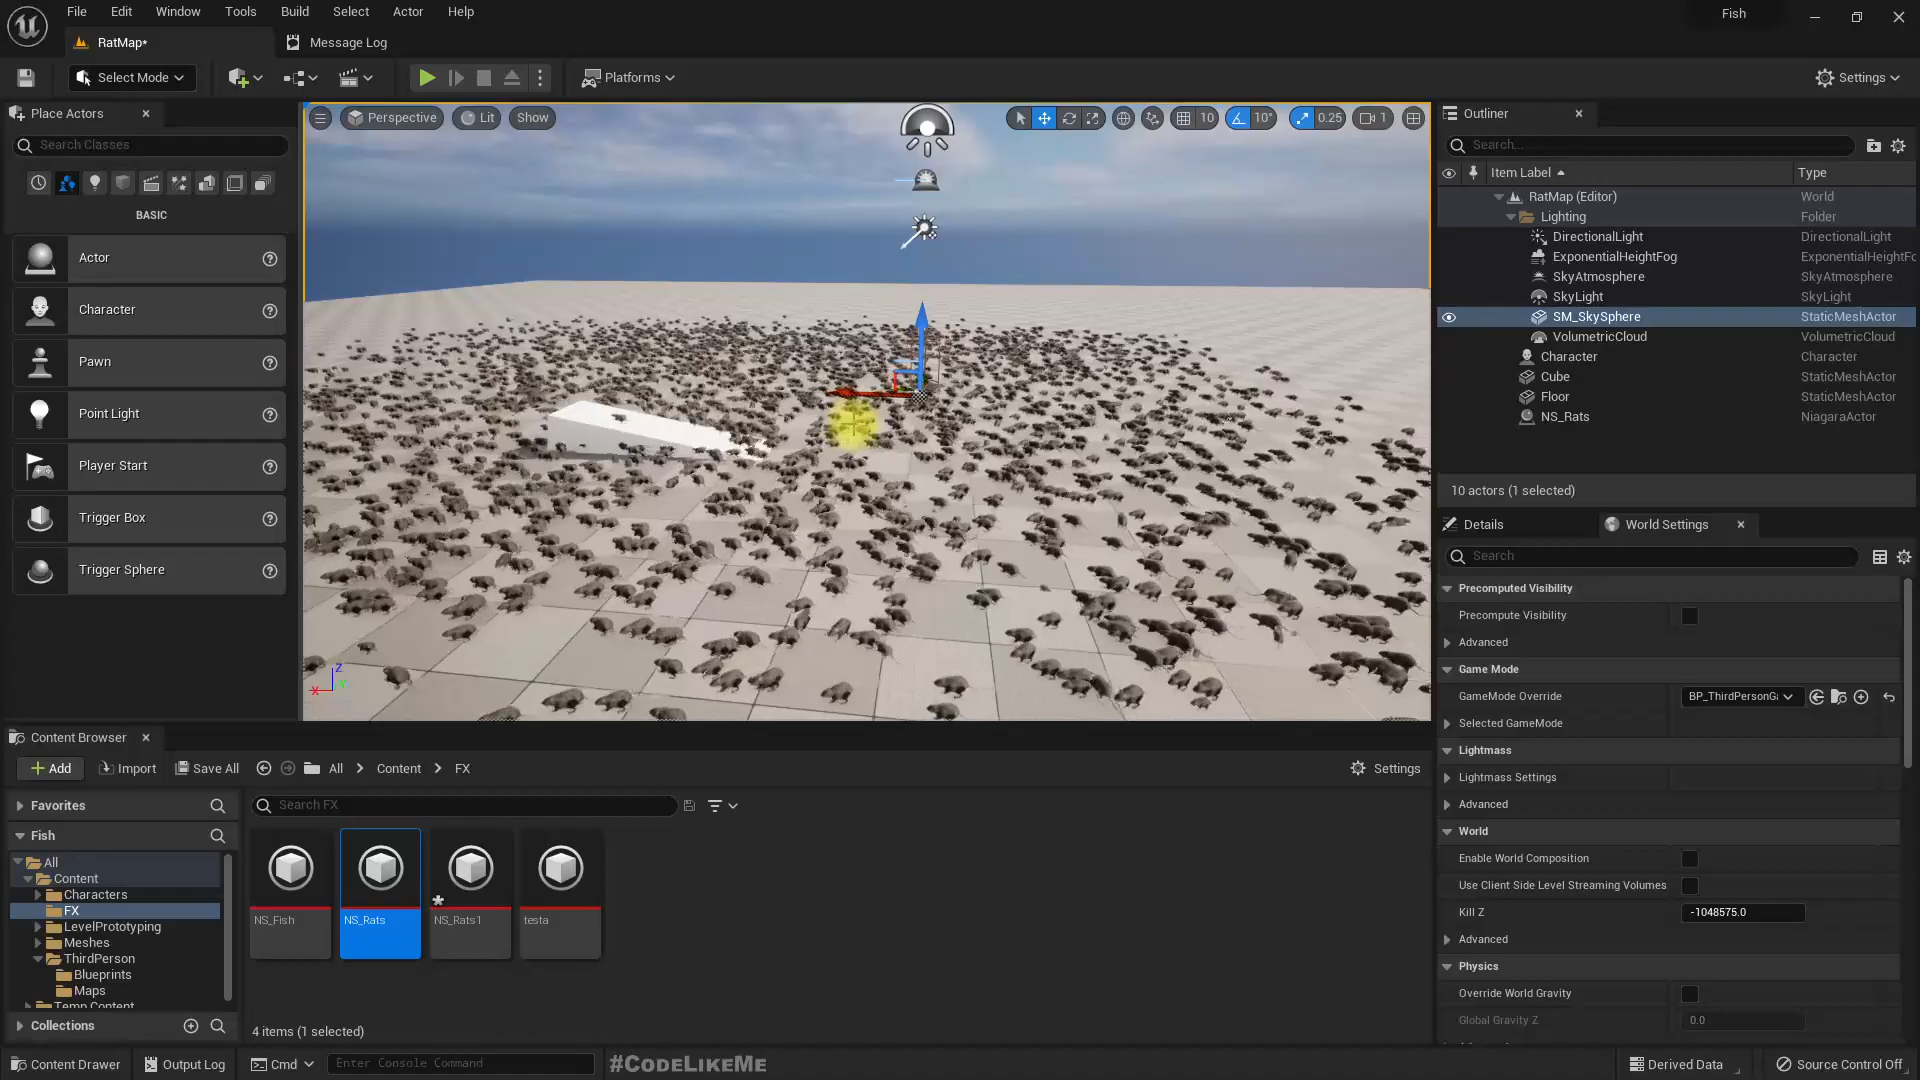 File Edit Window Tools Build Select Actor Help
Fish
RatMap*
Message Log
Select Mode
Platforms
Settings
Place Actors
Search Classes
BASIC
Actor
Character
Pawn
Point Light
Player Start
Trigger Box
Trigger Sphere
Perspective
Lit
Show
10
10°
0.25
1
Z
X
Y
Outliner
Search...
Item Label
Type
RatMap (Editor) World
Lighting Folder
DirectionalLight DirectionalLight
ExponentialHeightFog ExponentialHeightFo
SkyAtmosphere SkyAtmosphere
SkyLight SkyLight
SM_SkySphere StaticMeshActor
VolumetricCloud VolumetricCloud
Character Character
Cube StaticMeshActor
Floor StaticMeshActor
NS_Rats NiagaraActor
10 actors (1 selected)
Details
World Settings
Search
Precomputed Visibility
Precompute Visibility
Advanced
Game Mode
GameMode Override BP_ThirdPersonGa
Selected GameMode
Lightmass
Lightmass Settings
Advanced
World
Enable World Composition
Use Client Side Level Streaming Volumes
Kill Z -1048575.0
Advanced
Physics
Override World Gravity
Global Gravity Z 0.0
Content Browser
Add
Import
Save All
All
Content
FX
Settings
Favorites
Fish
All
Content
Characters
FX
LevelPrototyping
Meshes
ThirdPerson
Blueprints
Maps
Temp Content
Collections
Search FX
NS_Fish
NS_Rats
NS_Rats1
testa
4 items (1 selected)
Content Drawer
Output Log
Cmd
Enter Console Command
#CodeLikeMe
Derived Data
Source Control Off